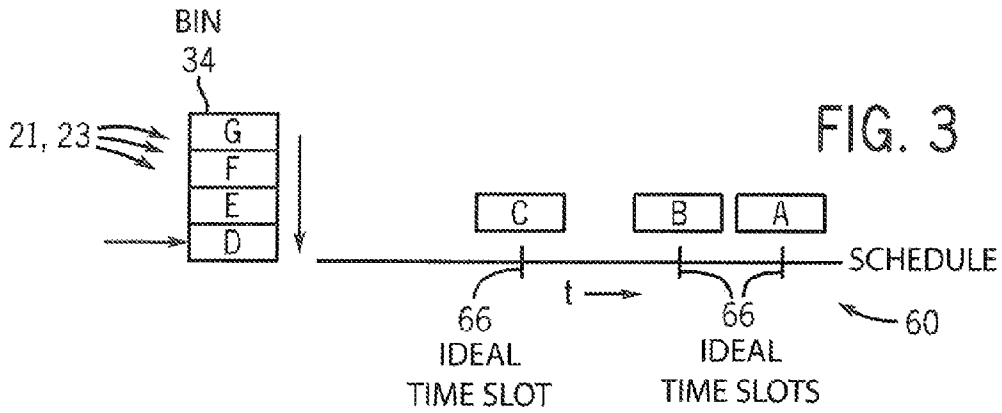 BIN
34
21, 23
G
F
E
D
FIG. 3
C
B
A
SCHEDULE
t
66
IDEAL
TIME SLOT
66
IDEAL
TIME SLOTS
60